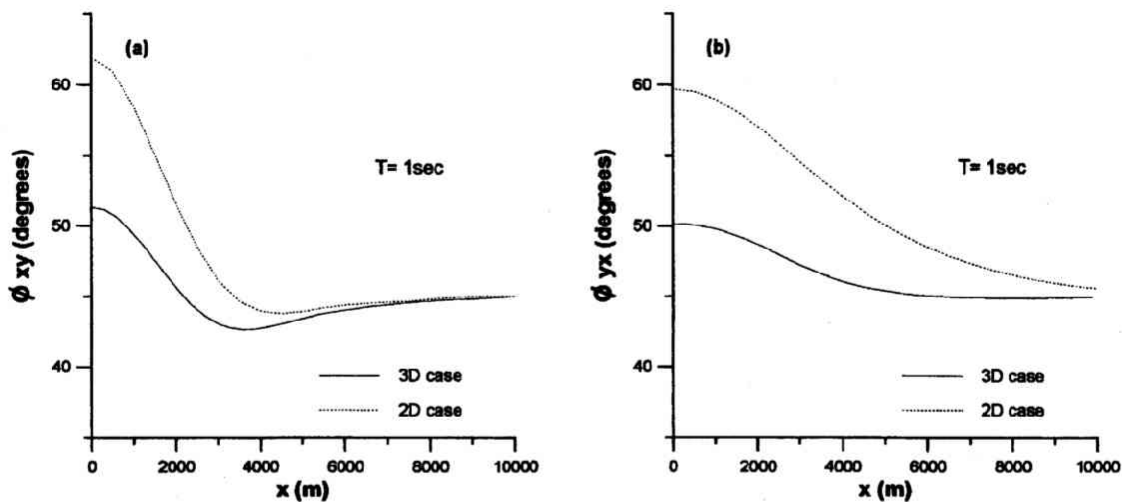 (a)
60
50
40
T= 1sec
ϕ xy (degrees)
3D case
2D case
0 2000 4000 6000 8000 10000
x (m)
(b)
60
50
40
T= 1sec
ϕ yx (degrees)
3D case
2D case
0 2000 4000 6000 8000 10000
x (m)